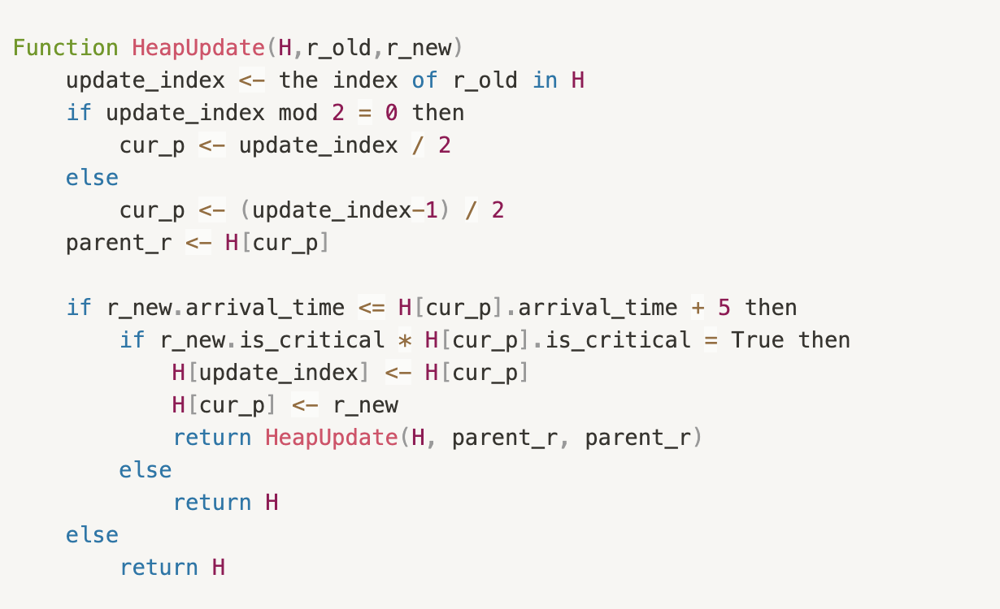 Function HeapUpdate(H,r_old,r_new)
    update_index <- the index of r_old in H
    if update_index mod 2 = 0 then
        cur_p <- update_index / 2
    else
        cur_p <- (update_index-1) / 2
    parent_r <- H[cur_p]

    if r_new.arrival_time <= H[cur_p].arrival_time + 5 then
        if r_new.is_critical * H[cur_p].is_critical = True then
            H[update_index] <- H[cur_p]
            H[cur_p] <- r_new
            return HeapUpdate(H, parent_r, parent_r)
        else
            return H
    else
        return H